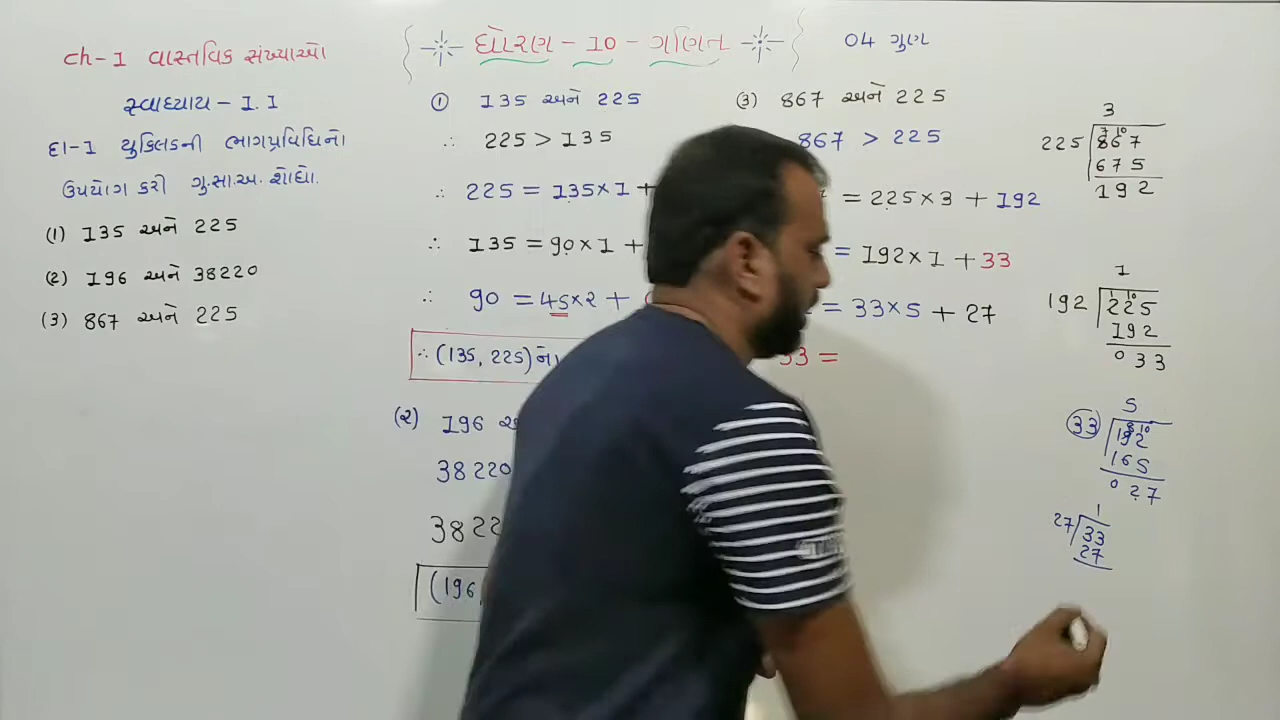 ધોરણ - 10 - ગણિત
04 ગુણ
ch-1 વાસ્તવિક સંખ્યાઓ
સ્વાધ્યાય - 1.1
દા-1 યુક્લિડની ભાગપ્રવિધિનો
ઉપયોગ કરી ગુ.સા.અ. શોધો.
(1) 135 અને 225
(૨) 196 અને 38220
(3) 867 અને 225
① 135 અને 225
∴ 225 > 135
∴ 225 = 135×1 +
∴ 135 = 90×1 +
∴ 90 = 45×2 +
∴ (135, 225) નો
(૨) 196
38220
3822
(196,
(3) 867 અને 225
867 > 225
= 225×3 + 192
= 192×1 + 33
= 33×5 + 27
33 =
3
225 867
675
192
1
192 225
192
033
5
33 192
165
027
1
27 33
27